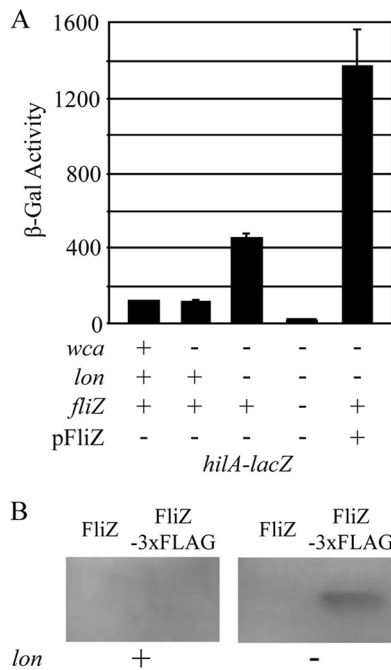 A
1600
1200
800
400
0
β-Gal Activity
wca + - - - -
lon + + - - -
fliZ + + + - +
pFliZ - - - - +
hilA-lacZ
B
FliZ FliZ -3xFLAG FliZ FliZ -3xFLAG
lon + -